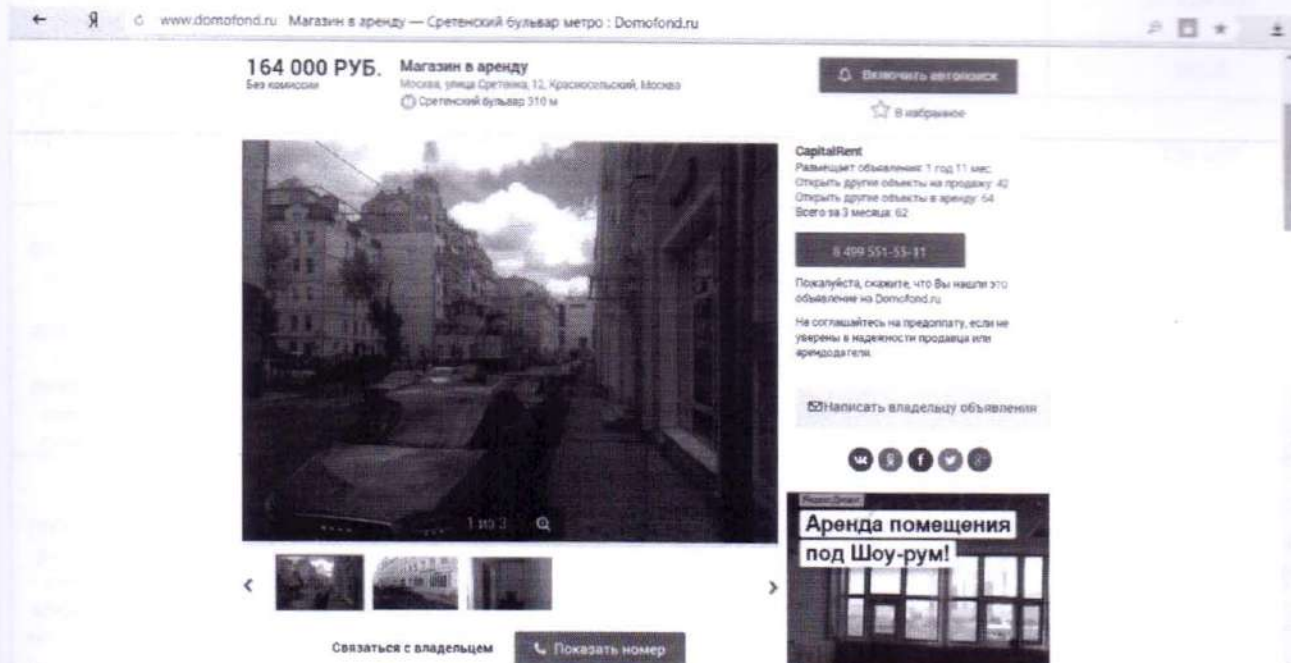 www.domofond.ru Магазин в аренду — Сретенский бульвар метро : Domofond.ru
164 000 РУБ.
Без комиссии
Магазин в аренду
Москва, улица Сретенка, 12, Красносельский, Москва
Сретенский бульвар 310 м
Включить автопоиск
В избранное
CapitalRent
Размещает объявления: 1 год 11 мес
Открыть другие объекты на продажу: 42
Открыть другие объекты в аренду: 64
Всего за 3 месяца: 62
8 499 551-55-11
Пожалуйста, скажите, что Вы нашли это
объявление на Domofond.ru
Не соглашайтесь на предоплату, если не
уверены в надежности продавца или
арендодателя.
Написать владельцу объявления
1 из 3
Яндекс.Директ
Аренда помещения
под Шоу-рум!
Связаться с владельцем
Показать номер